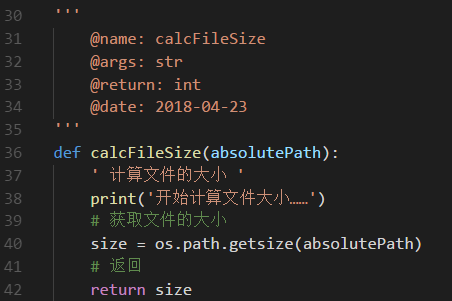 30 '''
31     @name: calcFileSize
32     @args: str
33     @return: int
34     @date: 2018-04-23
35 '''
36 def calcFileSize(absolutePath):
37     ' 计算文件的大小 '
38     print('开始计算文件大小……')
39     # 获取文件的大小
40     size = os.path.getsize(absolutePath)
41     # 返回
42     return size